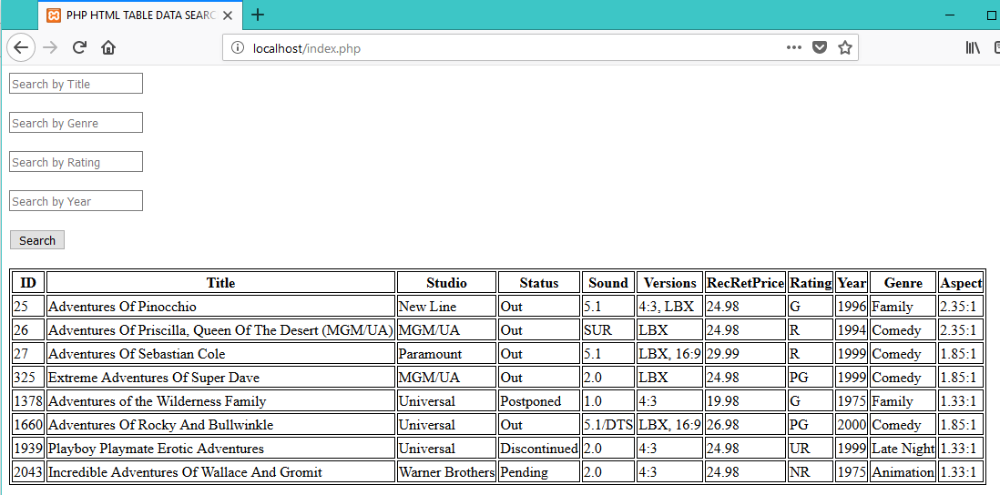 PHP HTML TABLE DATA SEARC
localhost/index.php
Search by Title
Search by Genre
Search by Rating
Search by Year
Search
ID Title Studio Status Sound Versions RecRetPrice Rating Year Genre Aspect
25 Adventures Of Pinocchio New Line Out 5.1 4:3, LBX 24.98 G 1996 Family 2.35:1
26 Adventures Of Priscilla, Queen Of The Desert (MGM/UA) MGM/UA Out SUR LBX 24.98 R 1994 Comedy 2.35:1
27 Adventures Of Sebastian Cole Paramount Out 5.1 LBX, 16:9 29.99 R 1999 Comedy 1.85:1
325 Extreme Adventures Of Super Dave MGM/UA Out 2.0 LBX 24.98 PG 1999 Comedy 1.85:1
1378 Adventures of the Wilderness Family Universal Postponed 1.0 4:3 19.98 G 1975 Family 1.33:1
1660 Adventures Of Rocky And Bullwinkle Universal Out 5.1/DTS LBX, 16:9 26.98 PG 2000 Comedy 1.85:1
1939 Playboy Playmate Erotic Adventures Universal Discontinued 2.0 4:3 24.98 UR 1999 Late Night 1.33:1
2043 Incredible Adventures Of Wallace And Gromit Warner Brothers Pending 2.0 4:3 24.98 NR 1975 Animation 1.33:1